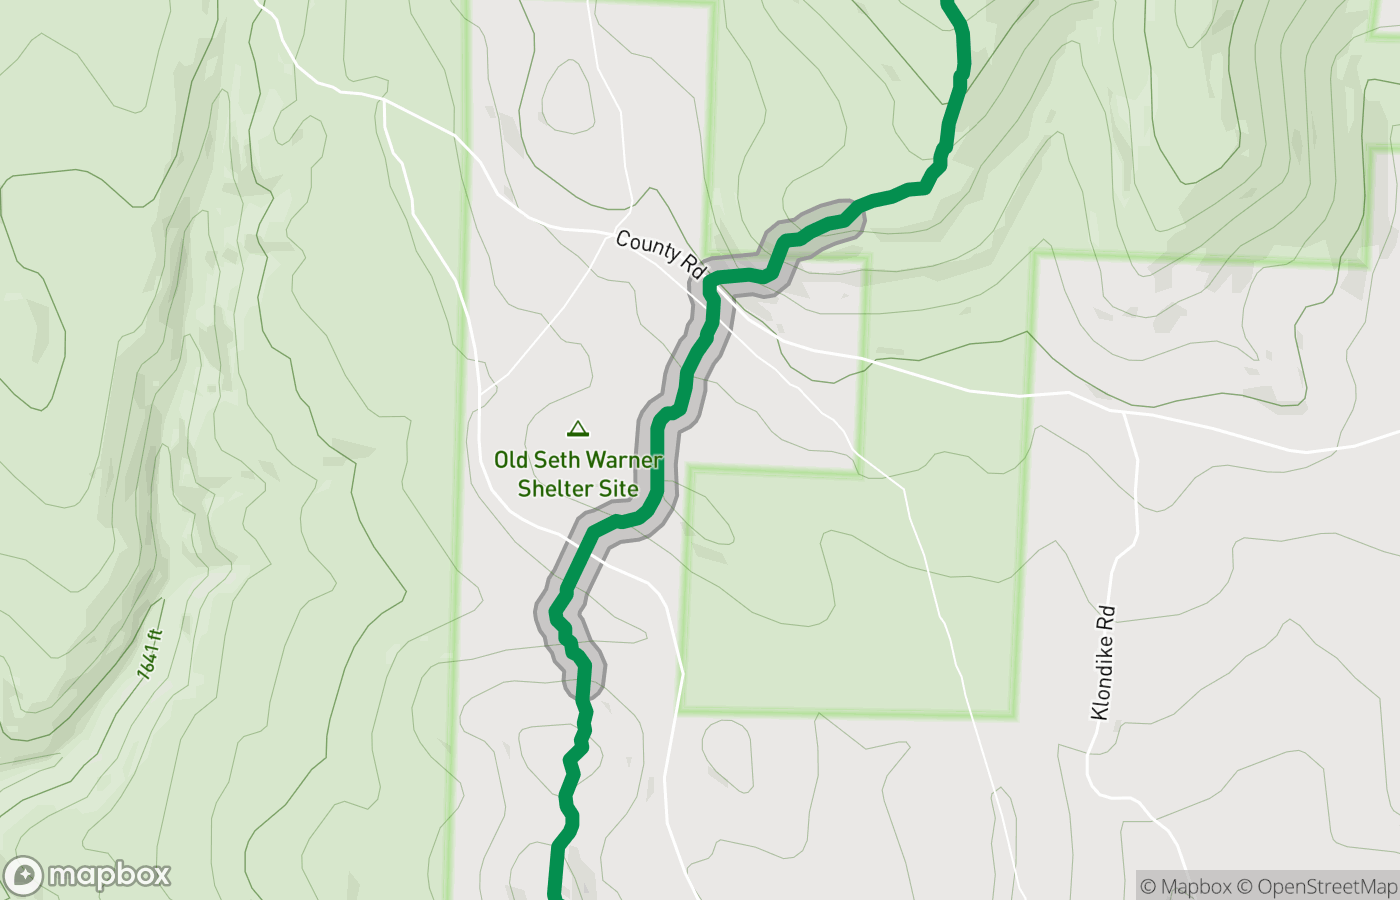 County Rd
Old Seth Warner
Shelter Site
Klondike Rd
1641 ft
mapbox
© Mapbox © OpenStreetMap